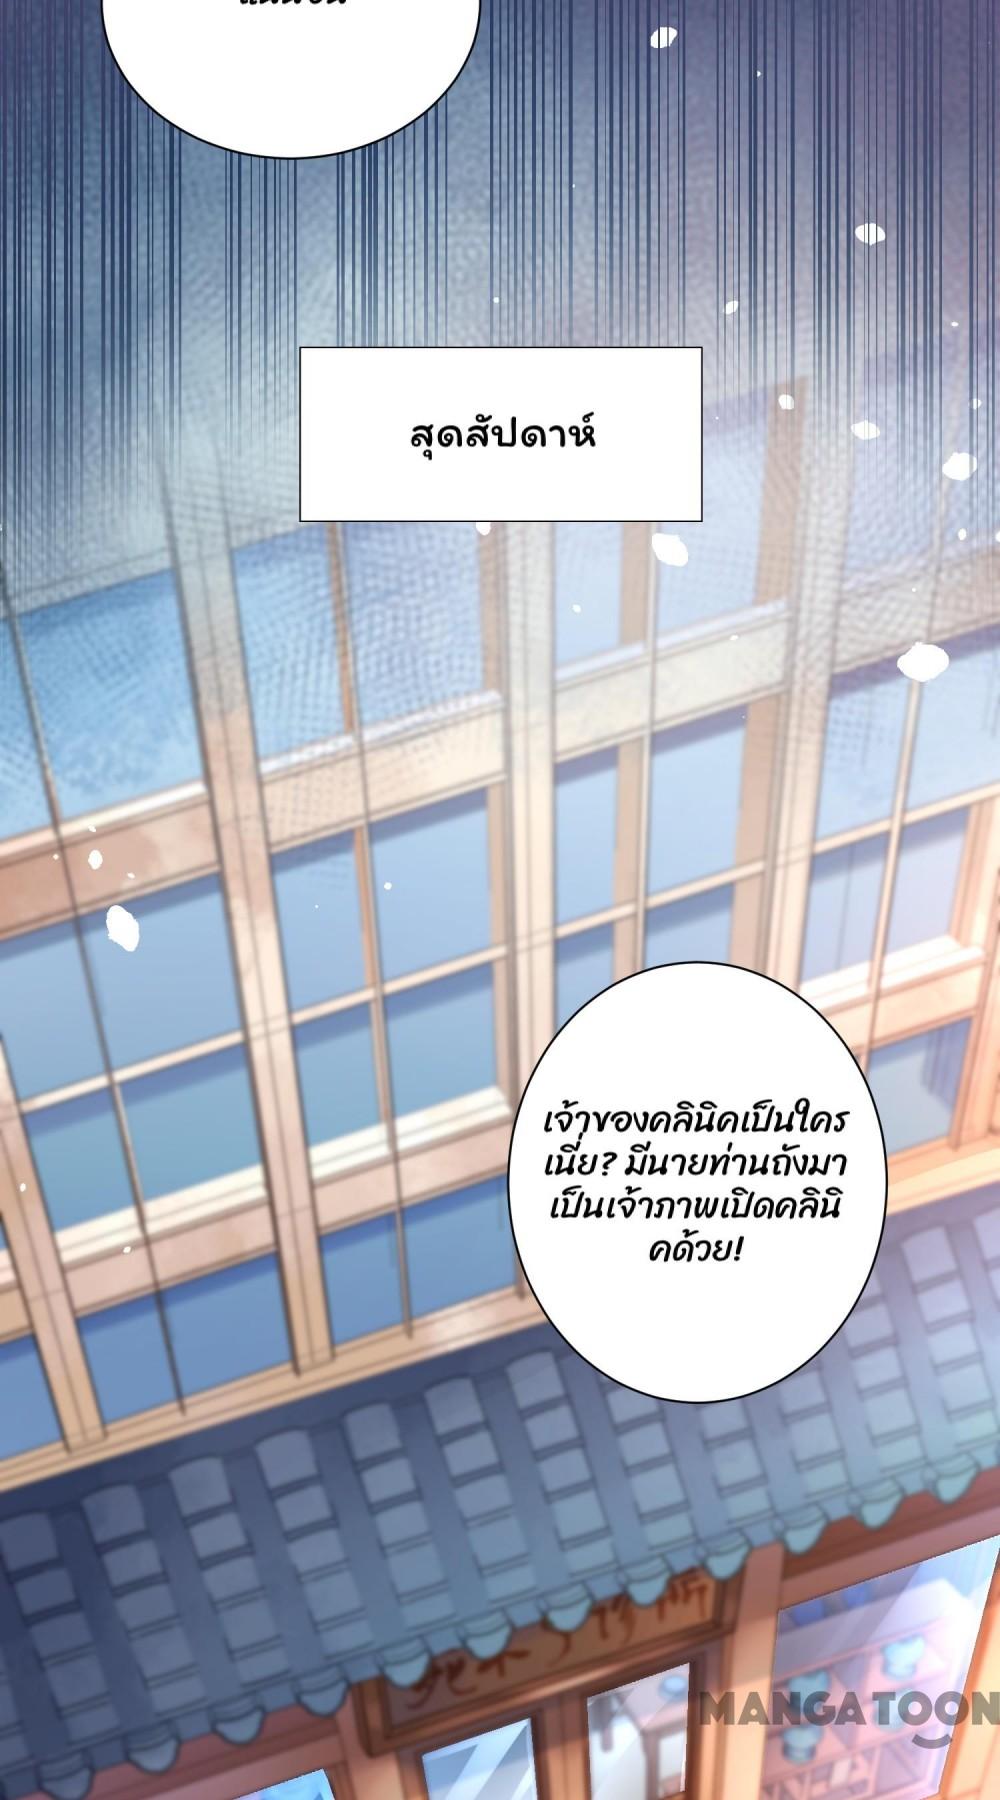 สุดสัปดาห์
เจ้าของคลินิคเป็นใคร
เนี่ย? มีนายท่านถังมา
เป็นเจ้าภาพเปิดคลินิ
คด้วย!
MANGATOON